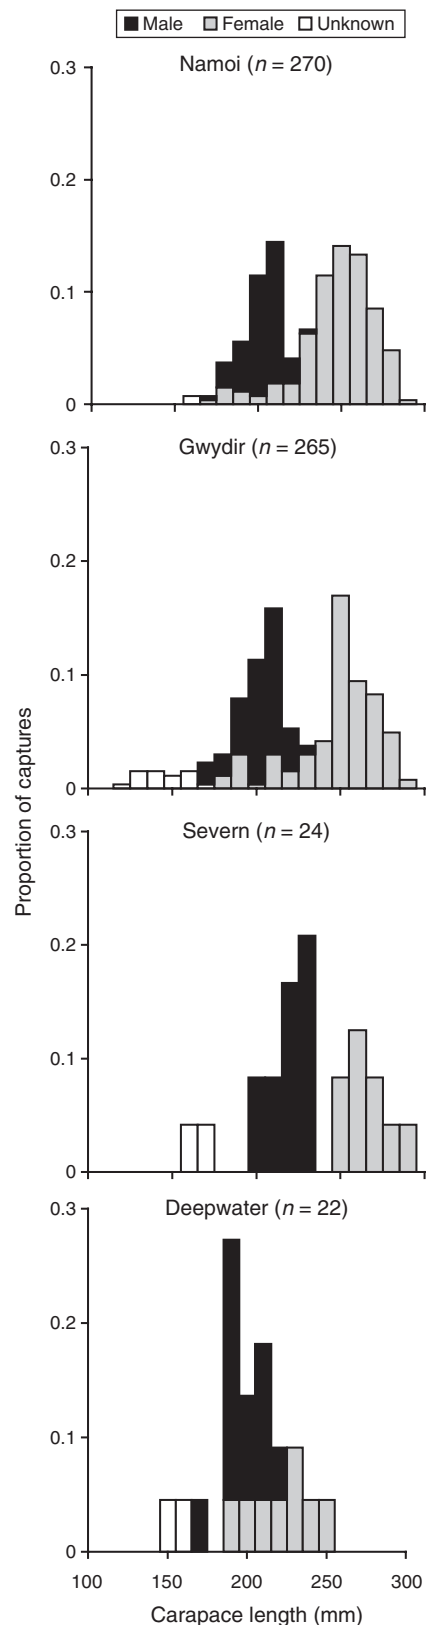 Male Female Unknown
Namoi (n = 270)
0.3
0.2
0.1
0
Gwydir (n = 265)
0.3
0.2
0.1
0
Proportion of captures
Severn (n = 24)
0.3
0.2
0.1
0
Deepwater (n = 22)
0.3
0.2
0.1
0
100 150 200 250 300
Carapace length (mm)